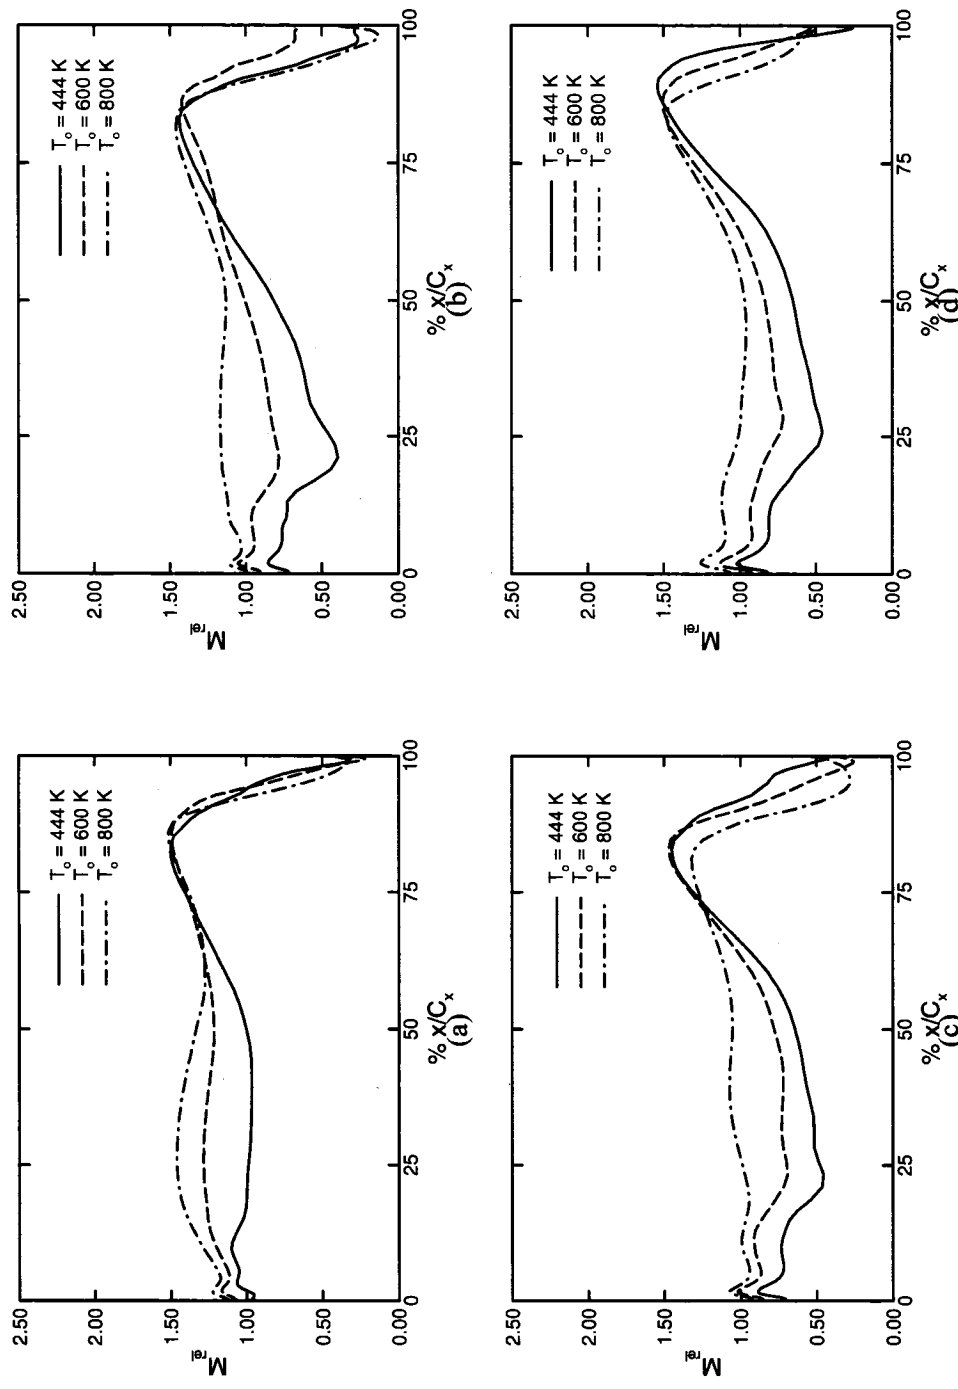 2.50
2.00
1.50
1.00
0.50
0.00
M_rel
0
25
50
75
100
% x/C_x
(a)
T_o = 444 K
T_o = 600 K
T_o = 800 K
2.50
2.00
1.50
1.00
0.50
0.00
M_rel
0
25
50
75
100
% x/C_x
(b)
T_o = 444 K
T_o = 600 K
T_o = 800 K
2.50
2.00
1.50
1.00
0.50
0.00
M_rel
0
25
50
75
100
% x/C_x
(c)
T_o = 444 K
T_o = 600 K
T_o = 800 K
2.50
2.00
1.50
1.00
0.50
0.00
M_rel
0
25
50
75
100
% x/C_x
(d)
T_o = 444 K
T_o = 600 K
T_o = 800 K